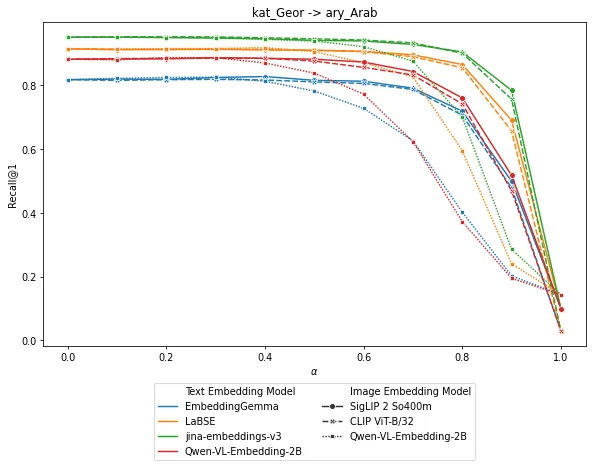 kat_Geor -> ary_Arab
Recall@1
0.8
0.6
0.4
0.2
0.0
0.0 0.2 0.4 0.6 0.8 1.0
α
Text Embedding Model Image Embedding Model
EmbeddingGemma SigLIP 2 So400m
LaBSE CLIP ViT-B/32
jina-embeddings-v3 Qwen-VL-Embedding-2B
Qwen-VL-Embedding-2B